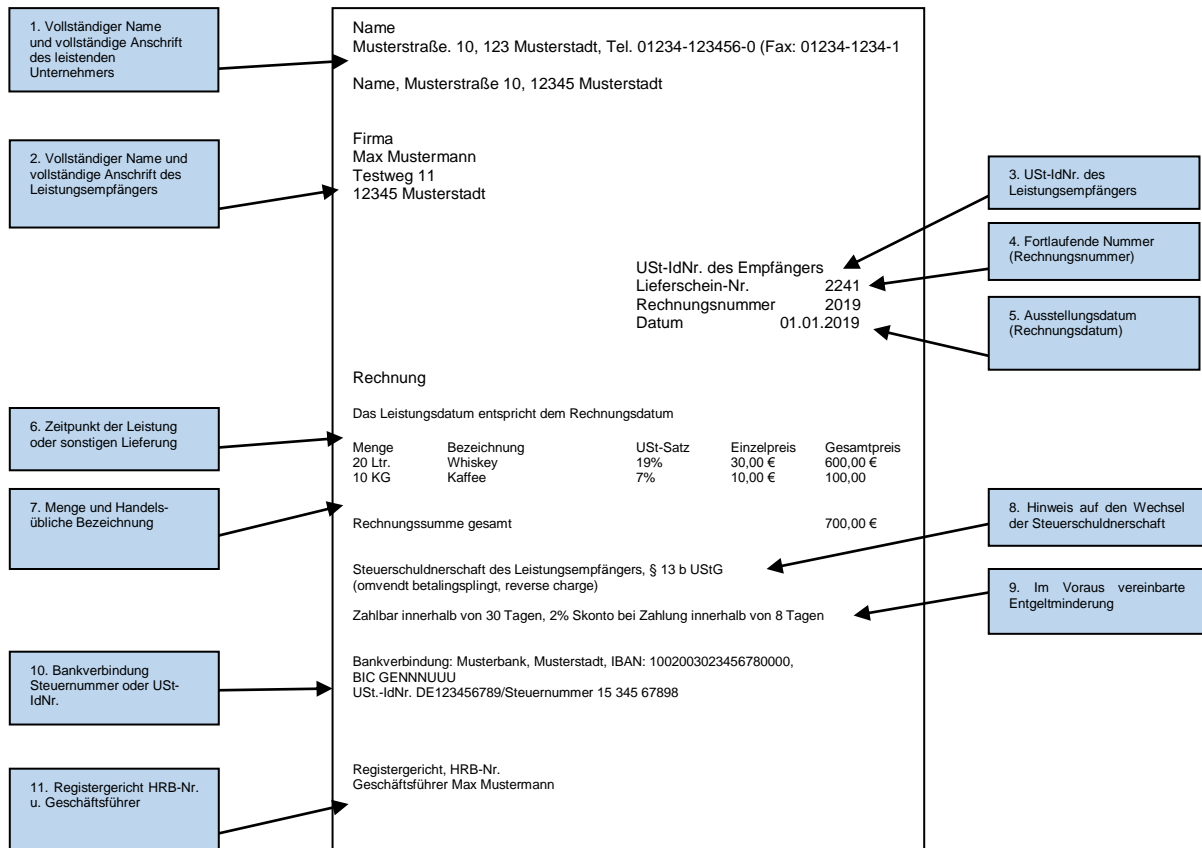 1. Vollständiger Name
und vollständige Anschrift
des leistenden
Unternehmers
Name
Musterstraße. 10, 123 Musterstadt, Tel. 01234-123456-0 (Fax: 01234-1234-1
Name, Musterstraße 10, 12345 Musterstadt
2. Vollständiger Name und
vollständige Anschrift des
Leistungsempfängers
Firma
Max Mustermann
Testweg 11
12345 Musterstadt
3. USt-IdNr. des
Leistungsempfängers
4. Fortlaufende Nummer
(Rechnungsnummer)
5. Ausstellungsdatum
(Rechnungsdatum)
USt-IdNr. des Empfängers
Lieferschein-Nr. 2241
Rechnungsnummer 2019
Datum 01.01.2019
Rechnung
6. Zeitpunkt der Leistung
oder sonstigen Lieferung
Das Leistungsdatum entspricht dem Rechnungsdatum
Menge Bezeichnung USt-Satz Einzelpreis Gesamtpreis
20 Ltr. Whiskey 19% 30,00 € 600,00 €
10 KG Kaffee 7% 10,00 € 100,00
7. Menge und Handels-
übliche Bezeichnung
Rechnungssumme gesamt 700,00 €
8. Hinweis auf den Wechsel
der Steuerschuldnerschaft
Steuerschuldnerschaft des Leistungsempfängers, § 13 b UStG
(omvendt betalingsplingt, reverse charge)
9. Im Voraus vereinbarte
Entgeltminderung
Zahlbar innerhalb von 30 Tagen, 2% Skonto bei Zahlung innerhalb von 8 Tagen
10. Bankverbindung
Steuernummer oder USt-
IdNr.
Bankverbindung: Musterbank, Musterstadt, IBAN: 1002003023456780000,
BIC GENNNUUU
USt.-IdNr. DE123456789/Steuernummer 15 345 67898
11. Registergericht HRB-Nr.
u. Geschäftsführer
Registergericht, HRB-Nr.
Geschäftsführer Max Mustermann